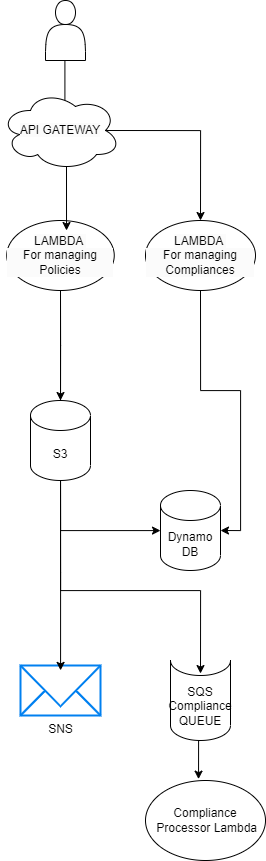 API GATEWAY
LAMBDA
For managing
Policies
LAMBDA
For managing
Compliances
S3
Dynamo
DB
SQS
Compliance
QUEUE
SNS
Compliance
Processor Lambda